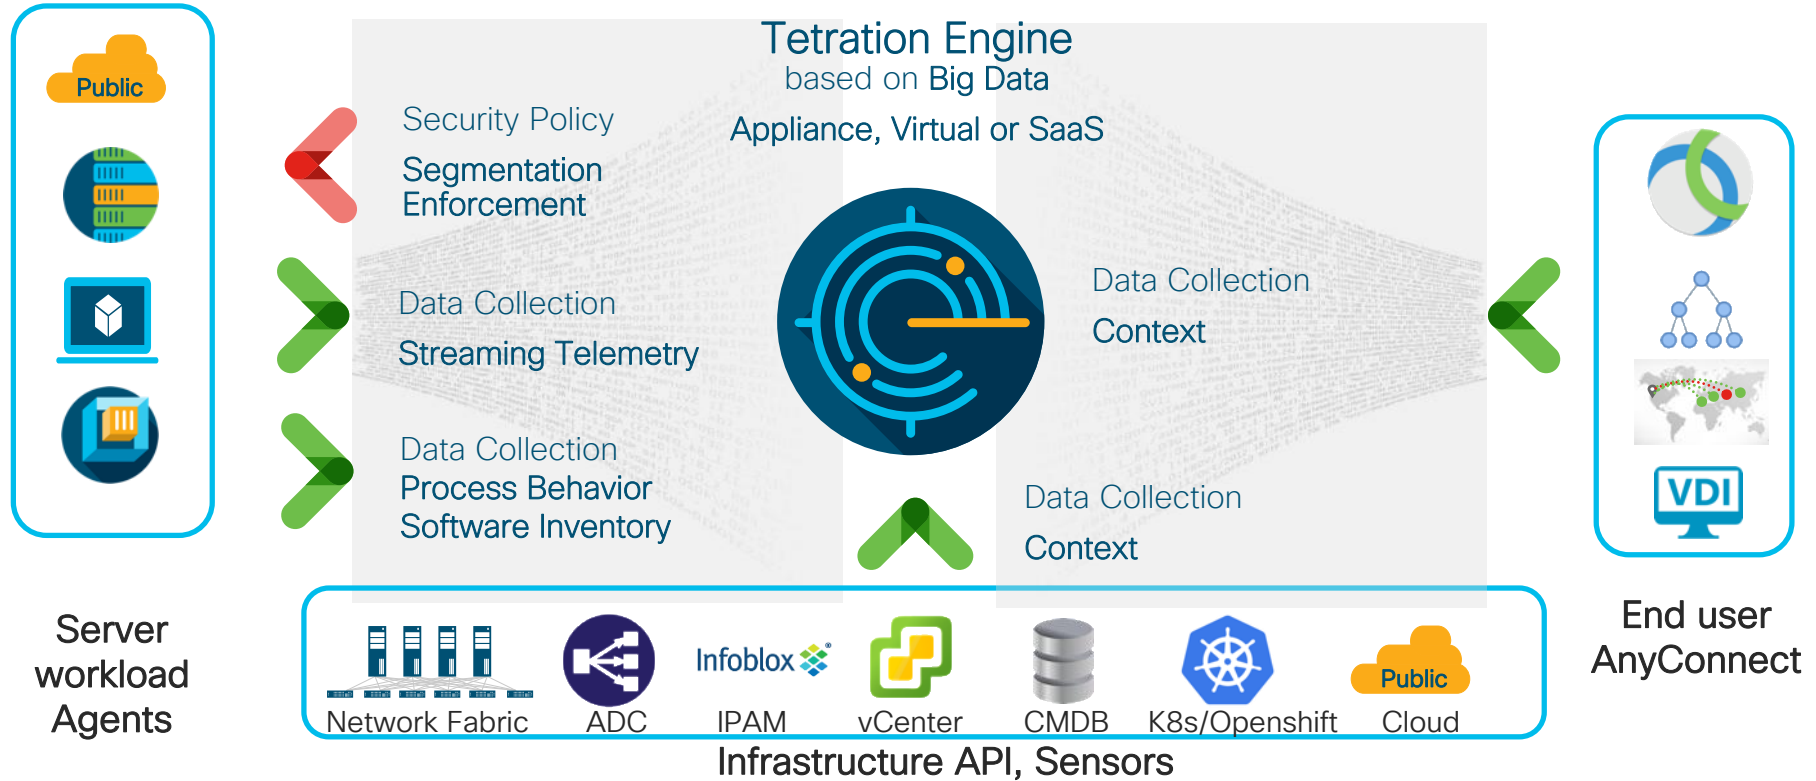 Tetration Engine
based on Big Data
Appliance, Virtual or SaaS
Public
Security Policy
Segmentation
Enforcement
Data Collection
Streaming Telemetry
Data Collection
Process Behavior
Software Inventory
Data Collection
Context
Data Collection
Context
VDI
Server
workload
Agents
End user
AnyConnect
Infoblox®
Public
Network Fabric
ADC
IPAM
vCenter
CMDB
K8s/Openshift
Cloud
Infrastructure API, Sensors